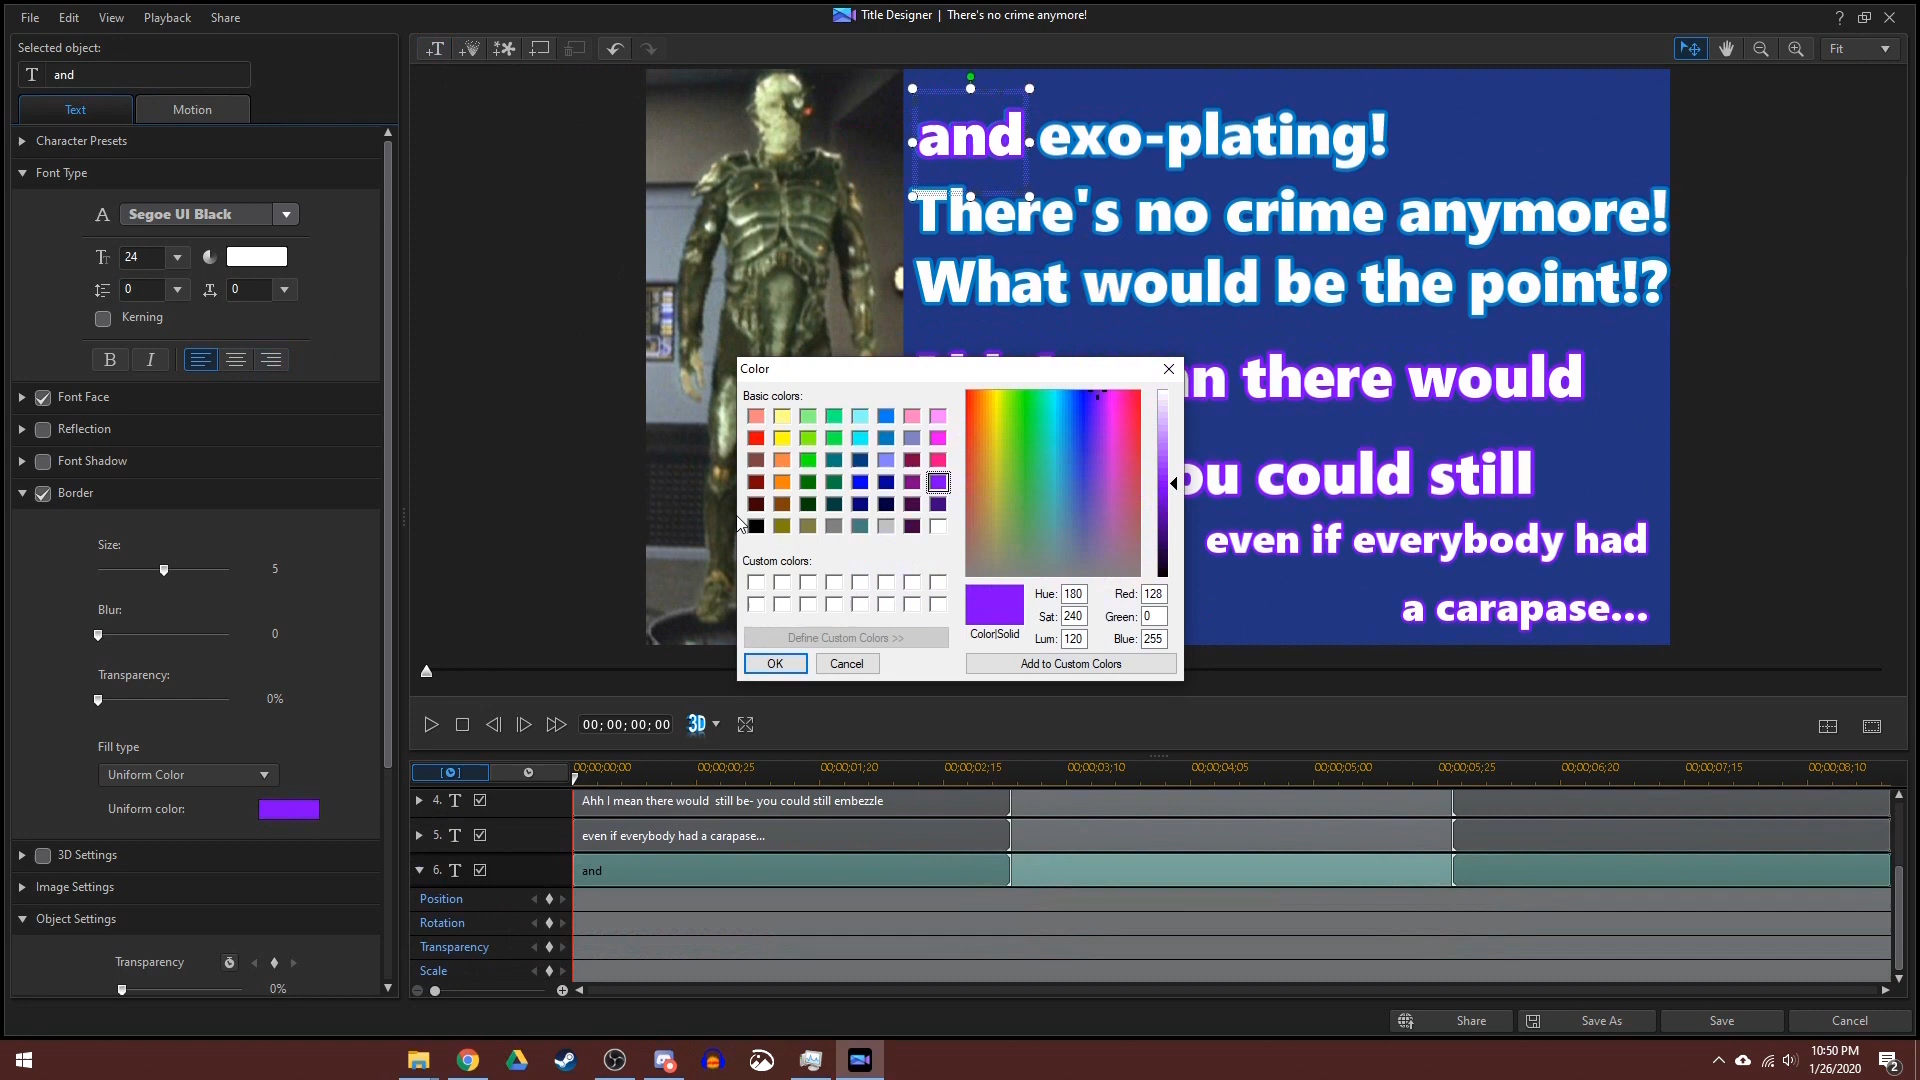 File Edit View Playback Share
Title Designer | There's no crime anymore!
Selected object:
T and
Text Motion
Character Presets
Font Type
A Segoe UI Black
24
0 0
Kerning
B I
Font Face
Reflection
Font Shadow
Border
Size:
5
Blur:
0
Transparency:
0%
Fill type
Uniform Color
Uniform color:
3D Settings
Image Settings
Object Settings
Transparency
0%
Fit
and exo-plating!
There's no crime anymore!
What would be the point!?
n there would
ou could still
even if everybody had
a carapase...
Color
Basic colors:
Custom colors:
Define Custom Colors >>
OK Cancel
Color|Solid
Hue: 180 Red: 128
Sat: 240 Green: 0
Lum: 120 Blue: 255
Add to Custom Colors
00;00;00;00 3D
00;00;00;00 00;00;00;25 00;00;01;20 00;00;02;15 00;00;03;10 00;00;04;05 00;00;05;00 00;00;05;25 00;00;06;20 00;00;07;15 00;00;08;10
4. T Ahh I mean there would still be- you could still embezzle
5. T even if everybody had a carapase...
6. T and
Position
Rotation
Transparency
Scale
Share Save As Save Cancel
10:50 PM
1/26/2020
2